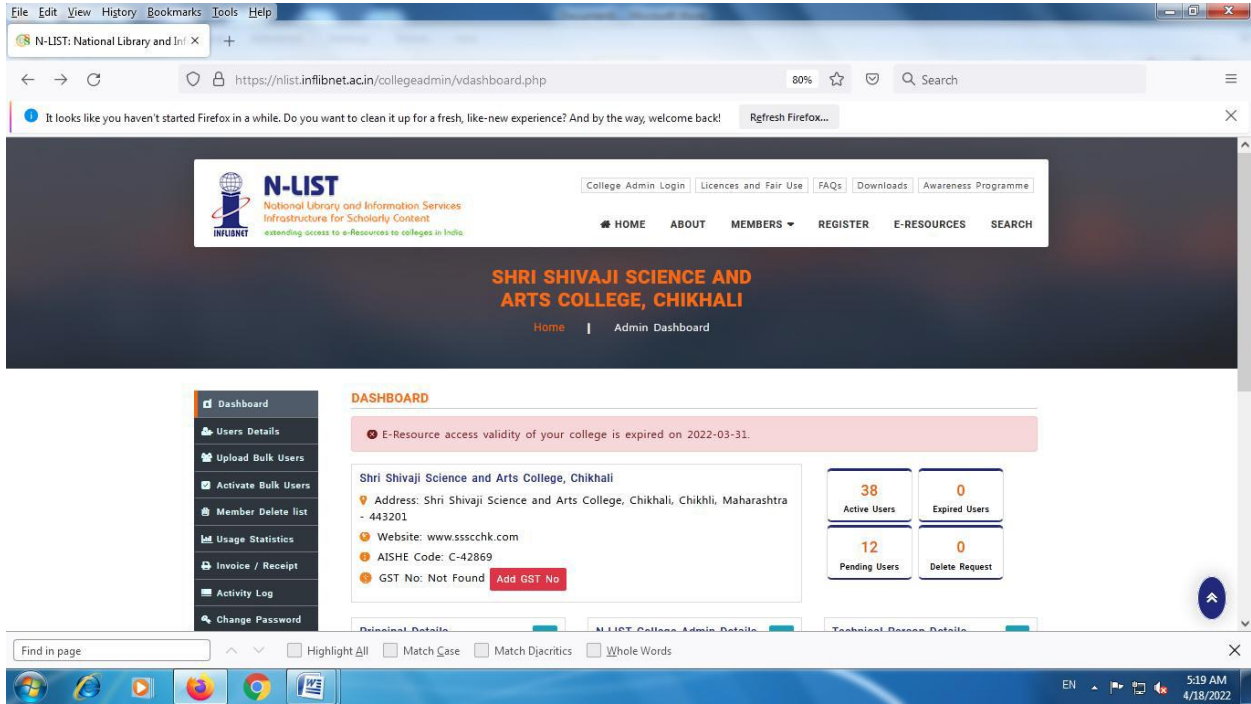 File Edit View History Bookmarks Tools Help
N-LIST: National Library and Inf
https://nlist.inflibnet.ac.in/collegeadmin/vdashboard.php 80% Search
It looks like you haven't started Firefox in a while. Do you want to clean it up for a fresh, like-new experience? And by the way, welcome back! Refresh Firefox...
INFLIBNET
N-LIST
National Library and Information Services
Infrastructure for Scholarly Content
extending access to e-Resources to colleges in India
College Admin Login Licences and Fair Use FAQs Downloads Awareness Programme
HOME ABOUT MEMBERS REGISTER E-RESOURCES SEARCH
SHRI SHIVAJI SCIENCE AND
ARTS COLLEGE, CHIKHALI
Home | Admin Dashboard
Dashboard
Users Details
Upload Bulk Users
Activate Bulk Users
Member Delete list
Usage Statistics
Invoice / Receipt
Activity Log
Change Password
DASHBOARD
E-Resource access validity of your college is expired on 2022-03-31.
Shri Shivaji Science and Arts College, Chikhali
Address: Shri Shivaji Science and Arts College, Chikhali, Chikhli, Maharashtra
- 443201
Website: www.ssscchk.com
AISHE Code: C-42869
GST No: Not Found Add GST No
38
Active Users
0
Expired Users
12
Pending Users
0
Delete Request
Principal Details N-LIST College Admin Details Technical Person Details
Find in page Highlight All Match Case Match Diacritics Whole Words
EN 5:19 AM
4/18/2022